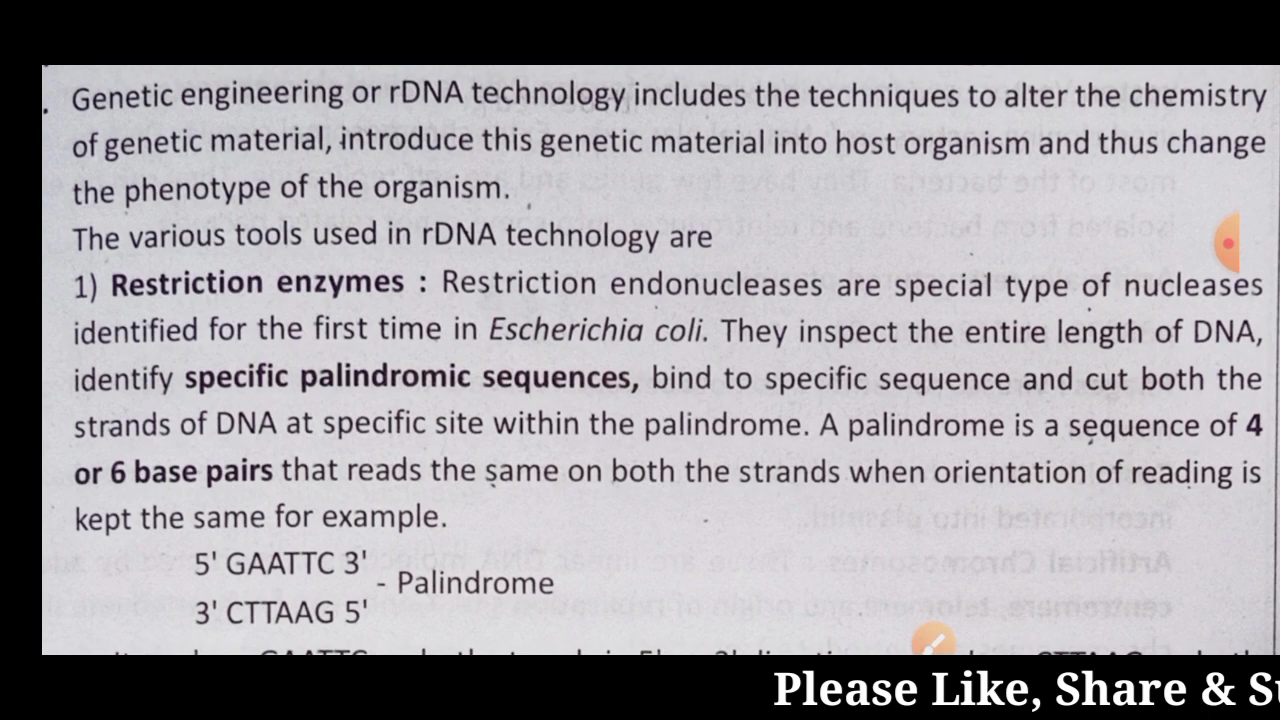 Genetic engineering or rDNA technology, includes the techniques to alter the chemistry
of genetic material, introduce this genetic material into host organism and thus change
the phenotype of the organism.
The various tools used in rDNA technology are
1) Restriction enzymes : Restriction endonucleases are special type of nucleases
identified for the first time in Escherichia coli. They inspect the entire length of DNA,
identify specific palindromic sequences, bind to specific sequence and cut both the
strands of DNA at specific site within the palindrome. A palindrome is a sequence of 4
or 6 base pairs that reads the same on both the strands when orientation of reading is
kept the same for example.
5' GAATTC 3'
- Palindrome
3' CTTAAG 5'
Please Like, Share & S